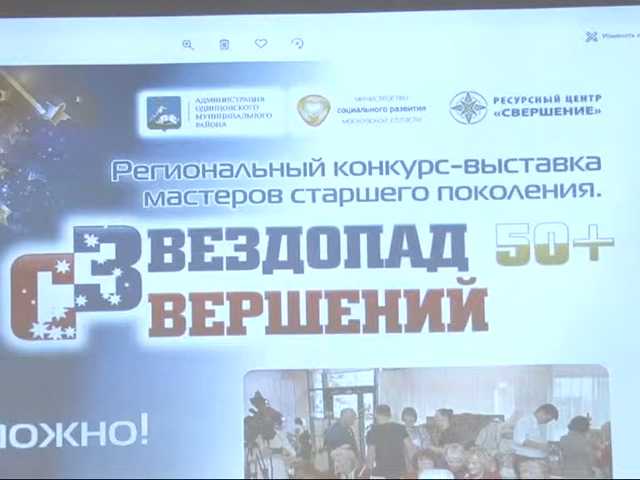 Изменить
АДМИНИСТРАЦИЯ
ОДИНЦОВСКОГО
МУНИЦИПАЛЬНОГО
РАЙОНА
МИНИСТЕРСТВО
социального развития
московской области
РЕСУРСНЫЙ ЦЕНТР
«СВЕРШЕНИЕ»
Региональный конкурс-выставка
мастеров старшего поколения.
ЗВЕЗДОПАД 50+
СВЕРШЕНИЙ
ожно!